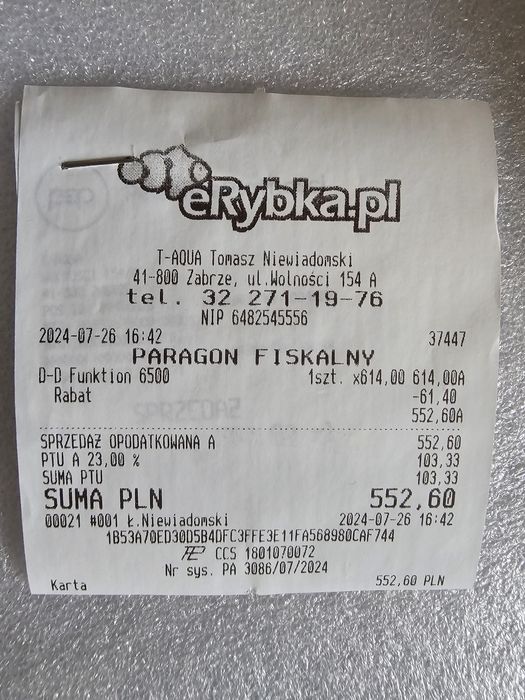 eRybka.pl
T-AQUA Tomasz Niewiadomski
41-800 Zabrze, ul.Wolności 154 A
tel. 32 271-19-76
NIP 6482545556
2024-07-26 16:42 37447
PARAGON FISKALNY
D-D Funktion 6500 1szt. x614,00 614,00A
Rabat -61,40
552,60A
SPRZEDAŻ OPODATKOWANA A 552,60
PTU A 23,00 % 103,33
SUMA PTU 103,33
SUMA PLN 552,60
00021 #001 Ł.Niewiadomski 2024-07-26 16:42
1B53A70ED30D5B4DFC3FFE3E11FA568980CAF744
CCS 1801070072
Nr sys. PA 3086/07/2024
Karta 552,60 PLN